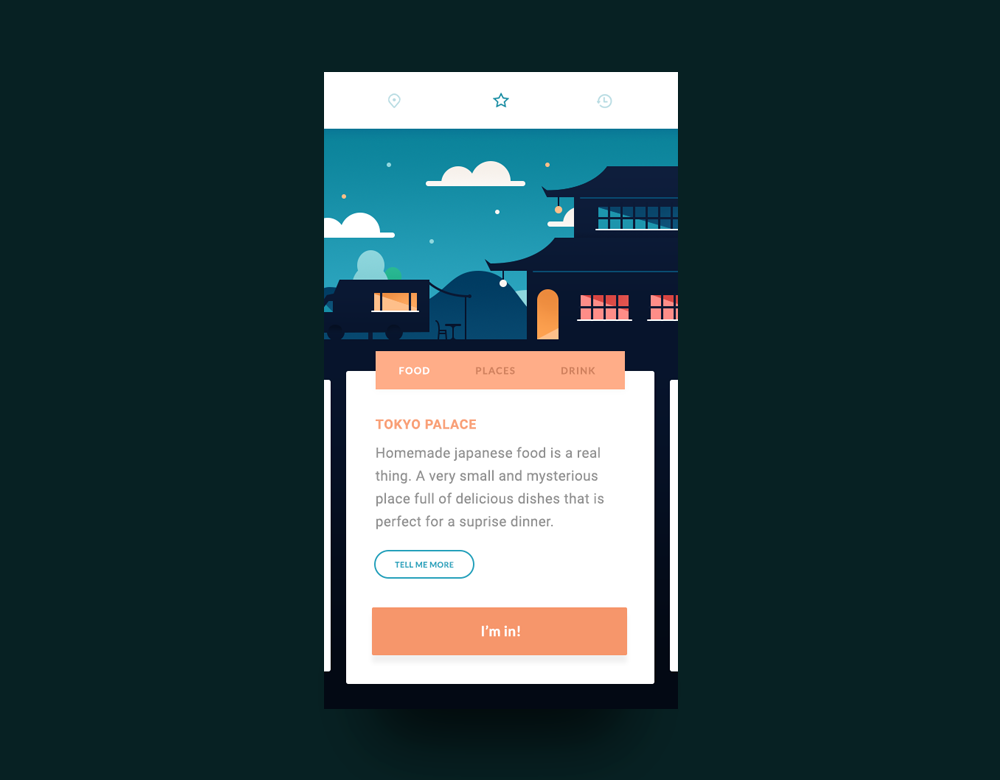 FOOD PLACES DRINK
TOKYO PALACE
Homemade japanese food is a real
thing. A very small and mysterious
place full of delicious dishes that is
perfect for a suprise dinner.
TELL ME MORE
I'm in!